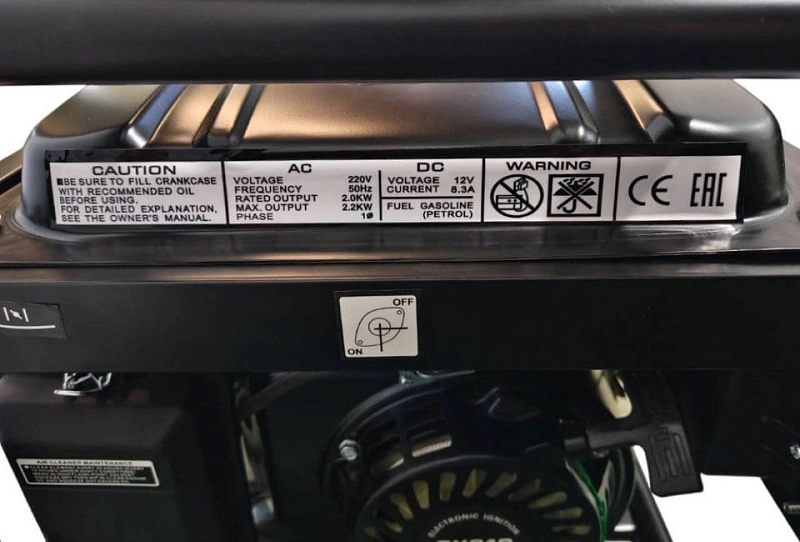 CAUTION
■BE SURE TO FILL CRANKCASE
WITH RECOMMENDED OIL
BEFORE USING.
FOR DETAILED EXPLANATION,
SEE THE OWNER'S MANUAL.
AC
VOLTAGE 220V
FREQUENCY 50Hz
RATED OUTPUT 2.0KW
MAX. OUTPUT 2.2KW
PHASE 1Ø
DC
VOLTAGE 12V
CURRENT 8.3A
FUEL GASOLINE
(PETROL)
WARNING
CE EAC
OFF
ON
AIR CLEANER MAINTENANCE
ELECTRONIC IGNITION